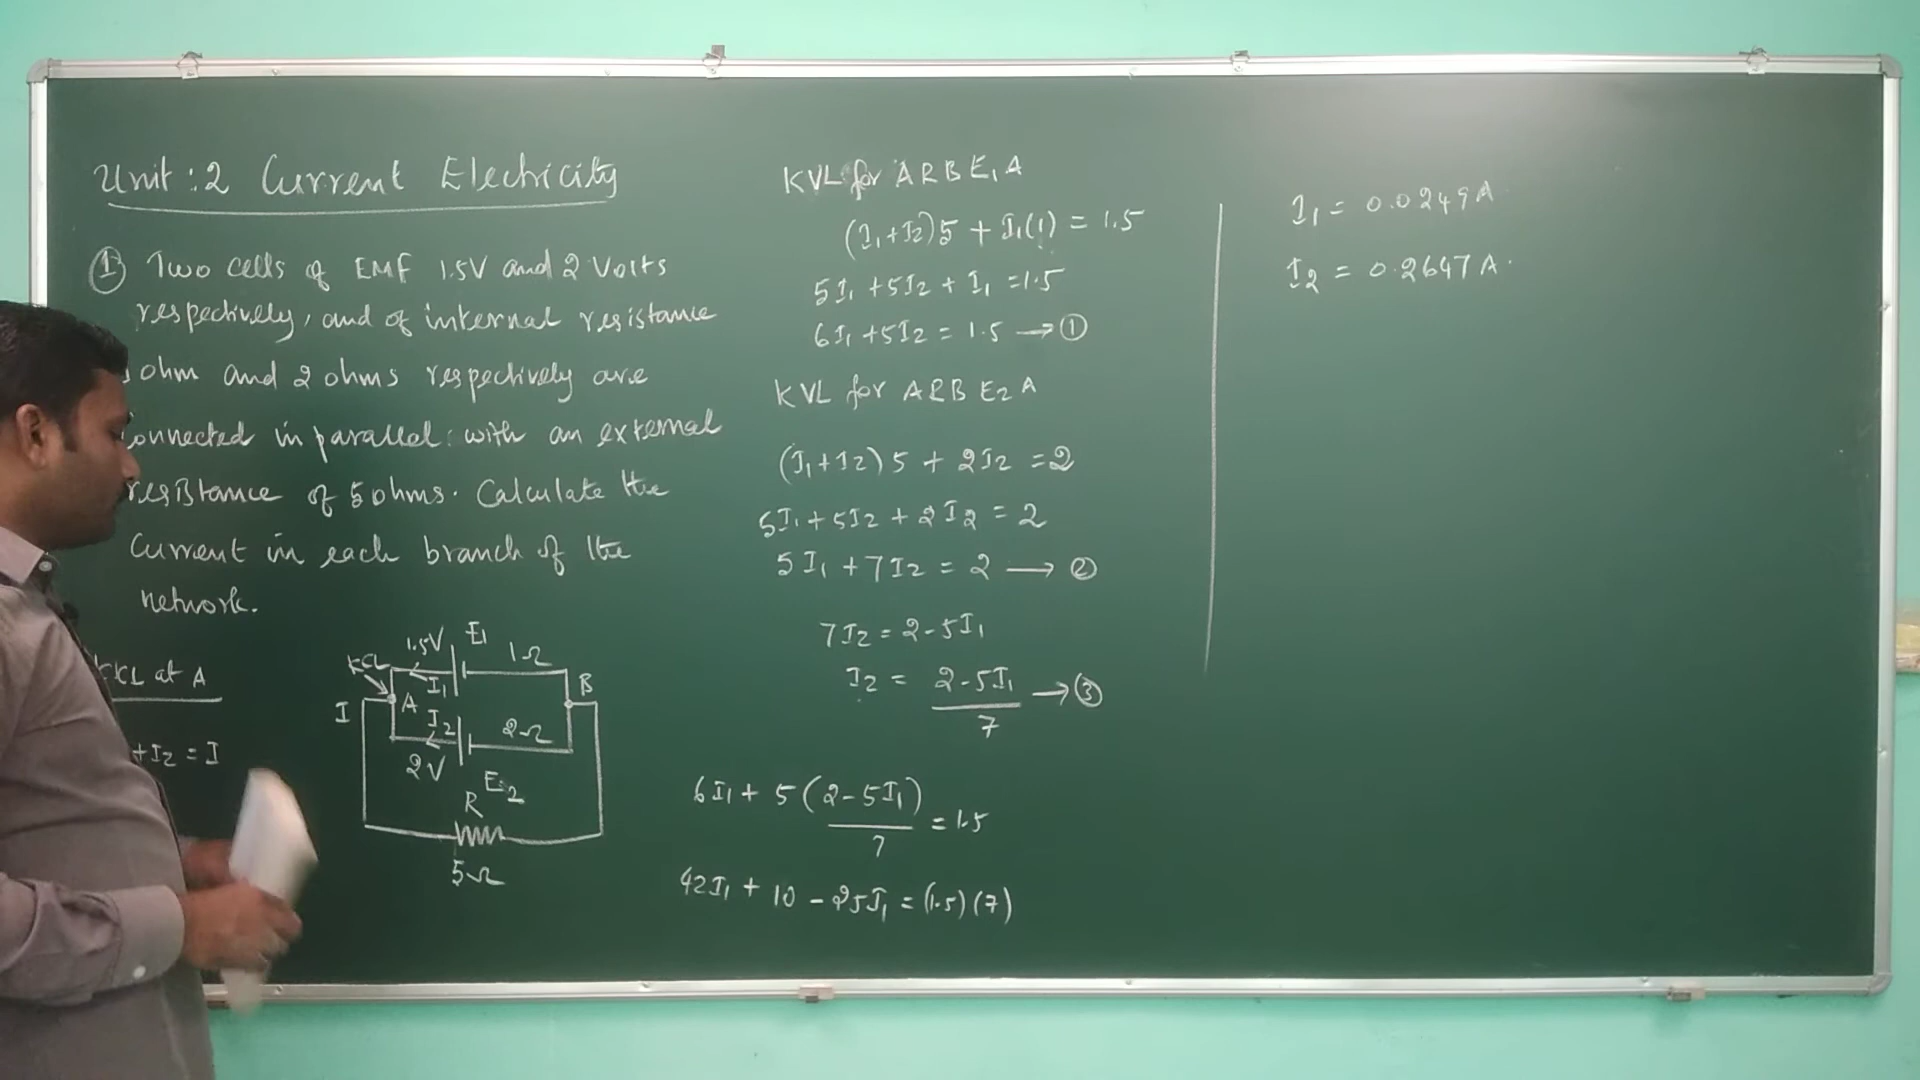 Unit:2 Current Electricity
① Two cells of EMF 1.5V and 2 Volts
respectively, and of internal resistance
ohm and 2 ohms respectively are
onnected in parallel with an external
resistance of 5 ohms. Calculate the
Current in each branch of the
network.
KCL at A
+I2 = I
1.5V E1 1Ω
KCL
I1
A
B
I
I2
2Ω
2V
E2
R
5Ω
KVL for ARBE1A
(I1+I2)5 + I1(1) = 1.5
5I1 +5I2 + I1 =1.5
6I1 +5I2 = 1.5 →①
KVL for ARBE2A
(I1+I2)5 + 2I2 =2
5I1+5I2 + 2I2 = 2
5I1 +7I2 = 2 → ②
7I2 = 2-5I1
I2 = 2-5I1 →③
7
6I1 + 5(2-5I1) = 1.5
7
42I1 + 10 - 25I1 = (1.5)(7)
I1 = 0.0249A
I2 = 0.2647A.